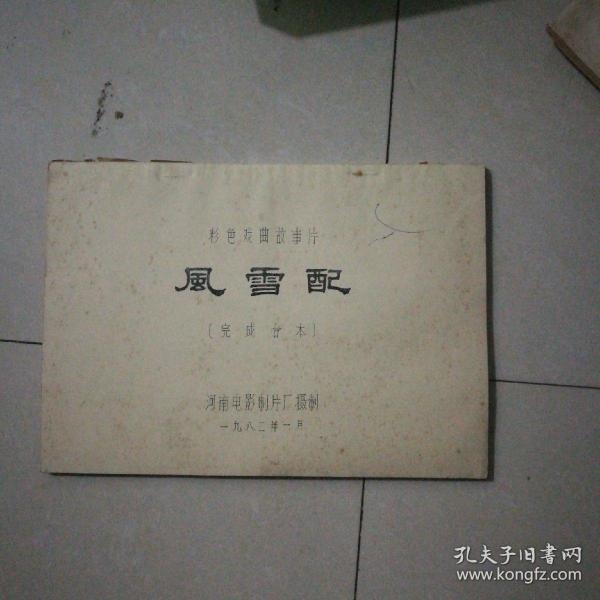 彩色戏曲故事片
風雪配
（完成台本）
河南电影制片厂摄制
一九八二年一月
孔夫子旧書网
www.kongfz.com